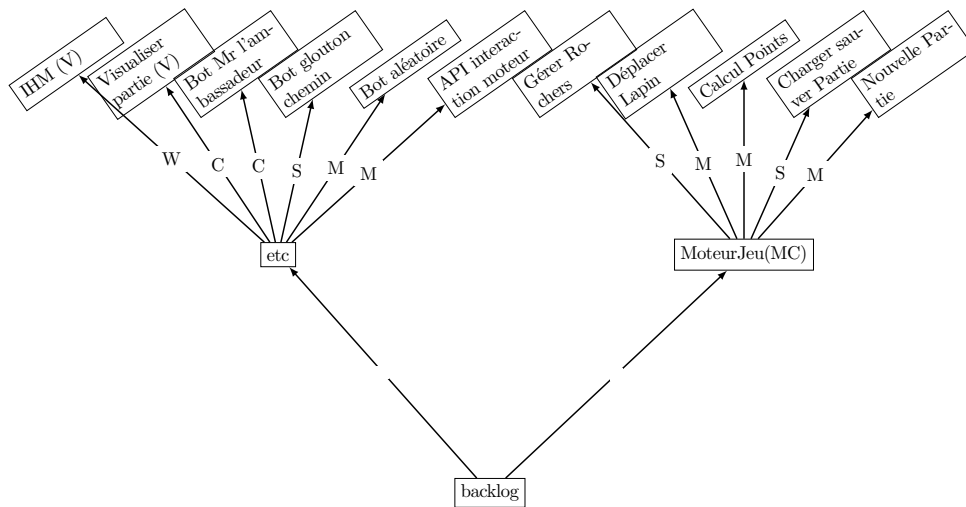 IHM (V)
Visualiser
partie (V)
Bot Mr l'am-
bassadeur
Bot glouton
chemin
Bot aléatoire
API interac-
tion moteur
Gérer Ro-
chers
Déplacer
Lapin
Calcul Points
Charger sau-
ver Partie
Nouvelle Par-
tie
W
C
C
S
M
M
S
M
M
S
M
etc
MoteurJeu(MC)
backlog